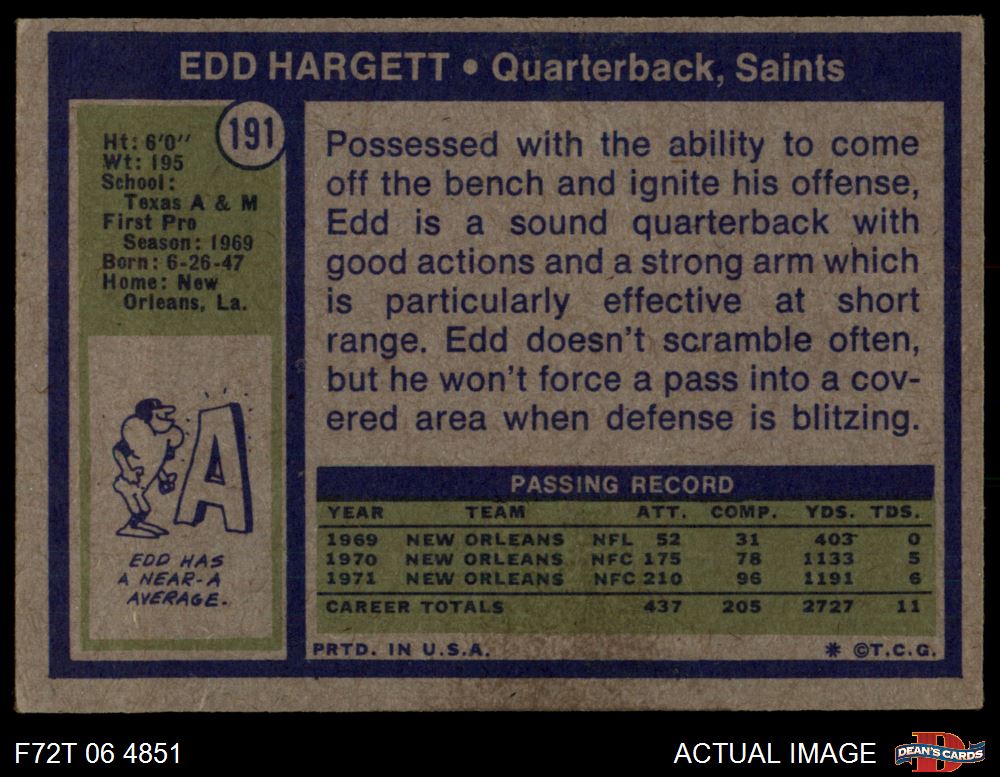 EDD HARGETT • Quarterback, Saints
191
Ht: 6'0''
Wt: 195
School:
Texas A & M
First Pro
Season: 1969
Born: 6-26-47
Home: New
Orleans, La.
A
EDD HAS
A NEAR-A
AVERAGE.
Possessed with the ability to come
off the bench and ignite his offense,
Edd is a sound quarterback with
good actions and a strong arm which
is particularly effective at short
range. Edd doesn't scramble often,
but he won't force a pass into a cov-
ered area when defense is blitzing.
PASSING RECORD
YEAR TEAM ATT. COMP. YDS. TDS.
1969 NEW ORLEANS NFL 52 31 403 0
1970 NEW ORLEANS NFC 175 78 1133 5
1971 NEW ORLEANS NFC 210 96 1191 6
CAREER TOTALS 437 205 2727 11
PRTD. IN U.S.A. * ©T.C.G.
F72T 06 4851 ACTUAL IMAGE D DEAN'S CARDS